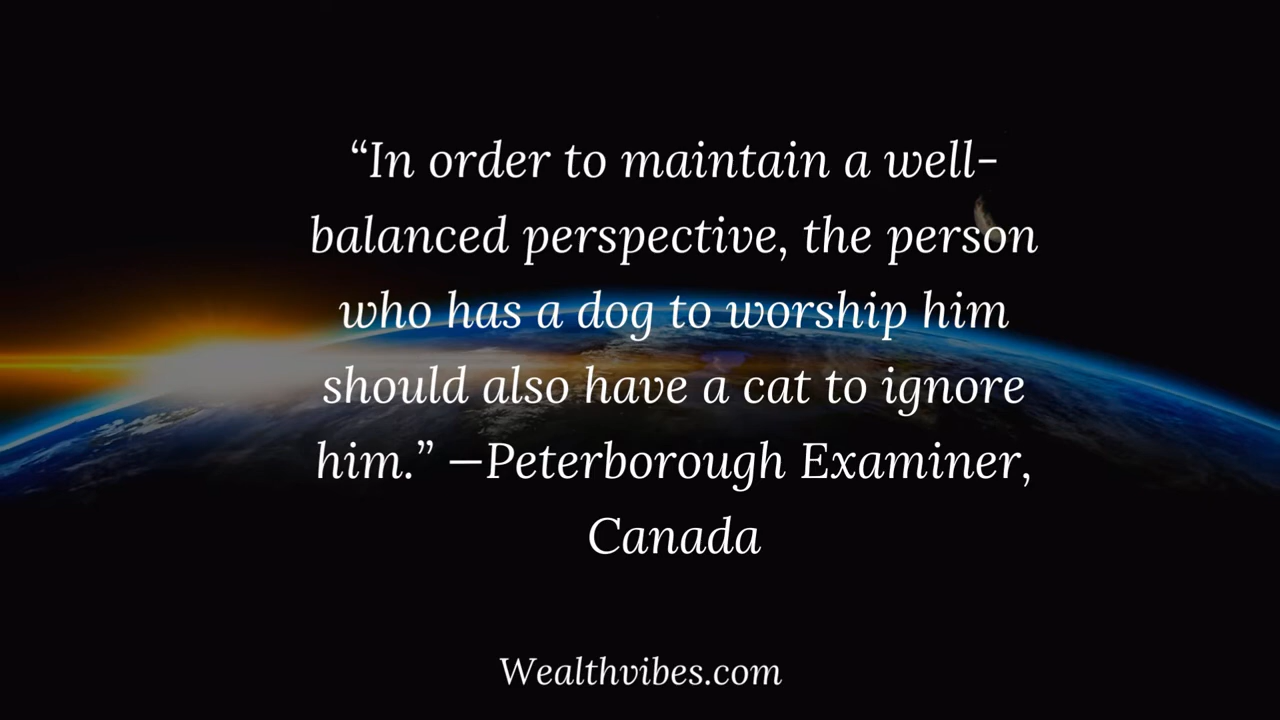 “In order to maintain a well-
balanced perspective, the person
who has a dog to worship him
should also have a cat to ignore
him.” —Peterborough Examiner,
Canada
Wealthvibes.com